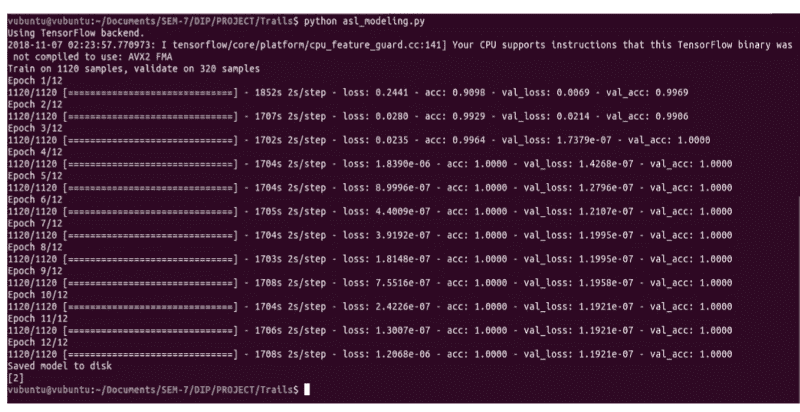 vubuntu@vubuntu:~/Documents/SEM-7/DIP/PROJECT/Trails$ python asl_modeling.py
Using TensorFlow backend.
2018-11-07 02:23:57.770973: I tensorflow/core/platform/cpu_feature_guard.cc:141] Your CPU supports instructions that this TensorFlow binary was
 not compiled to use: AVX2 FMA
Train on 1120 samples, validate on 320 samples
Epoch 1/12
1120/1120 [==============================] - 1852s 2s/step - loss: 0.2441 - acc: 0.9098 - val_loss: 0.0069 - val_acc: 0.9969
Epoch 2/12
1120/1120 [==============================] - 1707s 2s/step - loss: 0.0280 - acc: 0.9929 - val_loss: 0.0214 - val_acc: 0.9906
Epoch 3/12
1120/1120 [==============================] - 1702s 2s/step - loss: 0.0235 - acc: 0.9964 - val_loss: 1.7379e-07 - val_acc: 1.0000
Epoch 4/12
1120/1120 [==============================] - 1704s 2s/step - loss: 1.8390e-06 - acc: 1.0000 - val_loss: 1.4268e-07 - val_acc: 1.0000
Epoch 5/12
1120/1120 [==============================] - 1704s 2s/step - loss: 8.9996e-07 - acc: 1.0000 - val_loss: 1.2796e-07 - val_acc: 1.0000
Epoch 6/12
1120/1120 [==============================] - 1705s 2s/step - loss: 4.4009e-07 - acc: 1.0000 - val_loss: 1.2107e-07 - val_acc: 1.0000
Epoch 7/12
1120/1120 [==============================] - 1704s 2s/step - loss: 3.9192e-07 - acc: 1.0000 - val_loss: 1.1995e-07 - val_acc: 1.0000
Epoch 8/12
1120/1120 [==============================] - 1703s 2s/step - loss: 1.8148e-07 - acc: 1.0000 - val_loss: 1.1995e-07 - val_acc: 1.0000
Epoch 9/12
1120/1120 [==============================] - 1708s 2s/step - loss: 7.5516e-07 - acc: 1.0000 - val_loss: 1.1958e-07 - val_acc: 1.0000
Epoch 10/12
1120/1120 [==============================] - 1704s 2s/step - loss: 2.4226e-07 - acc: 1.0000 - val_loss: 1.1921e-07 - val_acc: 1.0000
Epoch 11/12
1120/1120 [==============================] - 1706s 2s/step - loss: 1.3007e-07 - acc: 1.0000 - val_loss: 1.1921e-07 - val_acc: 1.0000
Epoch 12/12
1120/1120 [==============================] - 1708s 2s/step - loss: 1.2068e-06 - acc: 1.0000 - val_loss: 1.1921e-07 - val_acc: 1.0000
Saved model to disk
[2]
vubuntu@vubuntu:~/Documents/SEM-7/DIP/PROJECT/Trails$